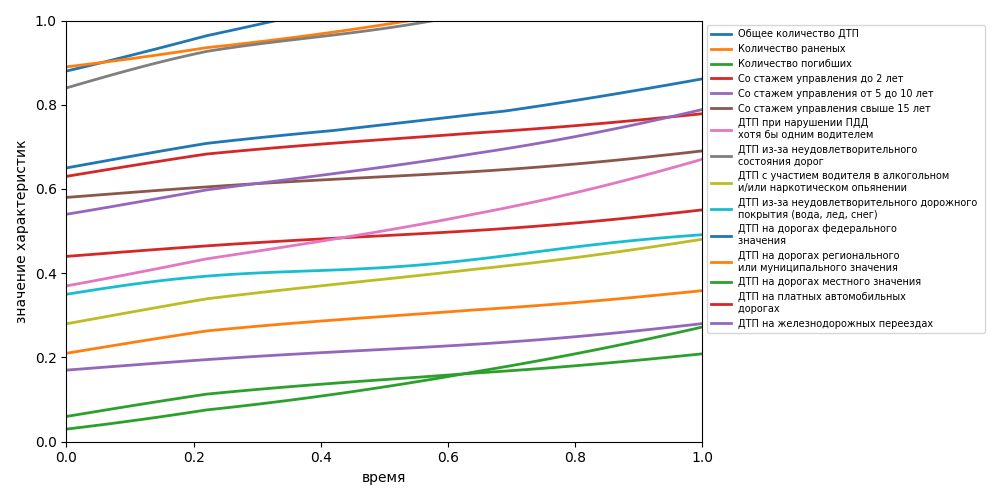 1.0
0.8
0.6
0.4
0.2
0.0
значение характеристик
0.0 0.2 0.4 0.6 0.8 1.0
время
Общее количество ДТП
Количество раненых
Количество погибших
Со стажем управления до 2 лет
Со стажем управления от 5 до 10 лет
Со стажем управления свыше 15 лет
ДТП при нарушении ПДД
хотя бы одним водителем
ДТП из-за неудовлетворительного
состояния дорог
ДТП с участием водителя в алкогольном
и/или наркотическом опьянении
ДТП из-за неудовлетворительного дорожного
покрытия (вода, лед, снег)
ДТП на дорогах федерального
значения
ДТП на дорогах регионального
или муниципального значения
ДТП на дорогах местного значения
ДТП на платных автомобильных
дорогах
ДТП на железнодорожных переездах